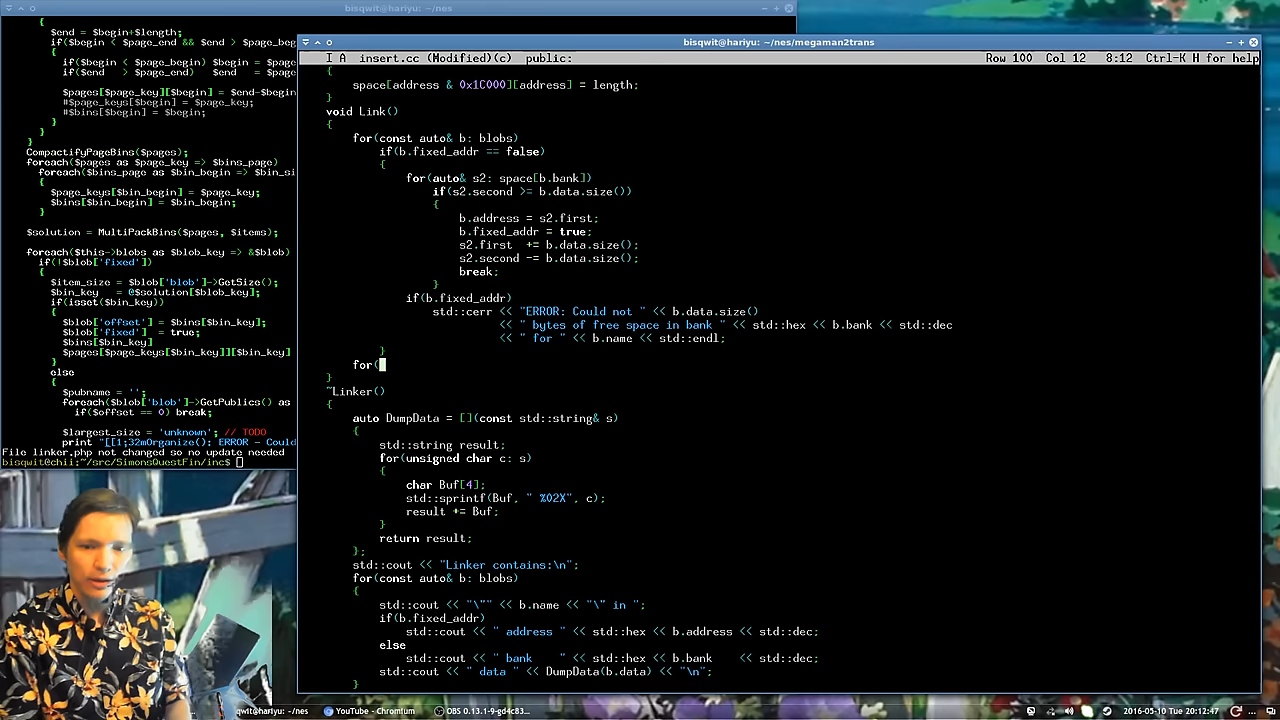 bisqwit@hariyu: ~/nes
{
$end = $begin+$length;
if($begin < $page_end && $end > $page_beg
{
if($begin < $page_begin) $begin = $page
if($end   > $page_end)   $end   = $page
$pages[$page_key][$begin] = $end-$begin
#$page_keys[$begin] = $page_key;
#$bins[$begin] = $begin;
}
}
}
CompactifyPageBins($pages);
foreach($pages as $page_key => $bins_page)
foreach($bins_page as $bin_begin => $bin_si
{
$page_keys[$bin_begin] = $page_key;
$bins[$bin_begin] = $bin_begin;
}
$solution = MultiPackBins($pages, $items);
foreach($this->blobs as $blob_key => &$blob)
if(!$blob['fixed'])
{
$item_size = $blob['blob']->GetSize();
$bin_key   = @$solution[$blob_key];
if(isset($bin_key))
{
$blob['offset'] = $bins[$bin_key];
$blob['fixed'] = true;
$bins[$bin_key]
$pages[$page_keys[$bin_key]][$bin_key]
}
else
{
$pubname = '';
foreach($blob['blob']->GetPublics() as
if($offset == 0) break;
$largest_size = 'unknown'; // TODO
print "[[1;32mOrganize(): ERROR - Could
File linker.php not changed so no update needed
bisqwit@chii:~/src/SimonsQuestFin/inc$
bisqwit@hariyu: ~/nes/megaman2trans
I A  insert.cc (Modified)(c)  public:  Row 100  Col 12  8:12  Ctrl-K H for help
{
space[address & 0x1C000][address] = length;
}
void Link()
{
for(const auto& b: blobs)
if(b.fixed_addr == false)
{
for(auto& s2: space[b.bank])
if(s2.second >= b.data.size())
{
b.address = s2.first;
b.fixed_addr = true;
s2.first  += b.data.size();
s2.second -= b.data.size();
break;
}
if(b.fixed_addr)
std::cerr << "ERROR: Could not " << b.data.size()
<< " bytes of free space in bank " << std::hex << b.bank << std::dec
<< " for " << b.name << std::endl;
}
for(
}
~Linker()
{
auto DumpData = [](const std::string& s)
{
std::string result;
for(unsigned char c: s)
{
char Buf[4];
std::sprintf(Buf, " %02X", c);
result += Buf;
}
return result;
};
std::cout << "Linker contains:\n";
for(const auto& b: blobs)
{
std::cout << "\"" << b.name << "\" in ";
if(b.fixed_addr)
std::cout << " address " << std::hex << b.address << std::dec;
else
std::cout << " bank    " << std::hex << b.bank    << std::dec;
std::cout << " data " << DumpData(b.data) << "\n";
}
qwit@hariyu: ~/nes
YouTube - Chromium
OBS 0.13.1-9-gd4c83...
2016-05-10 Tue 20:12:47